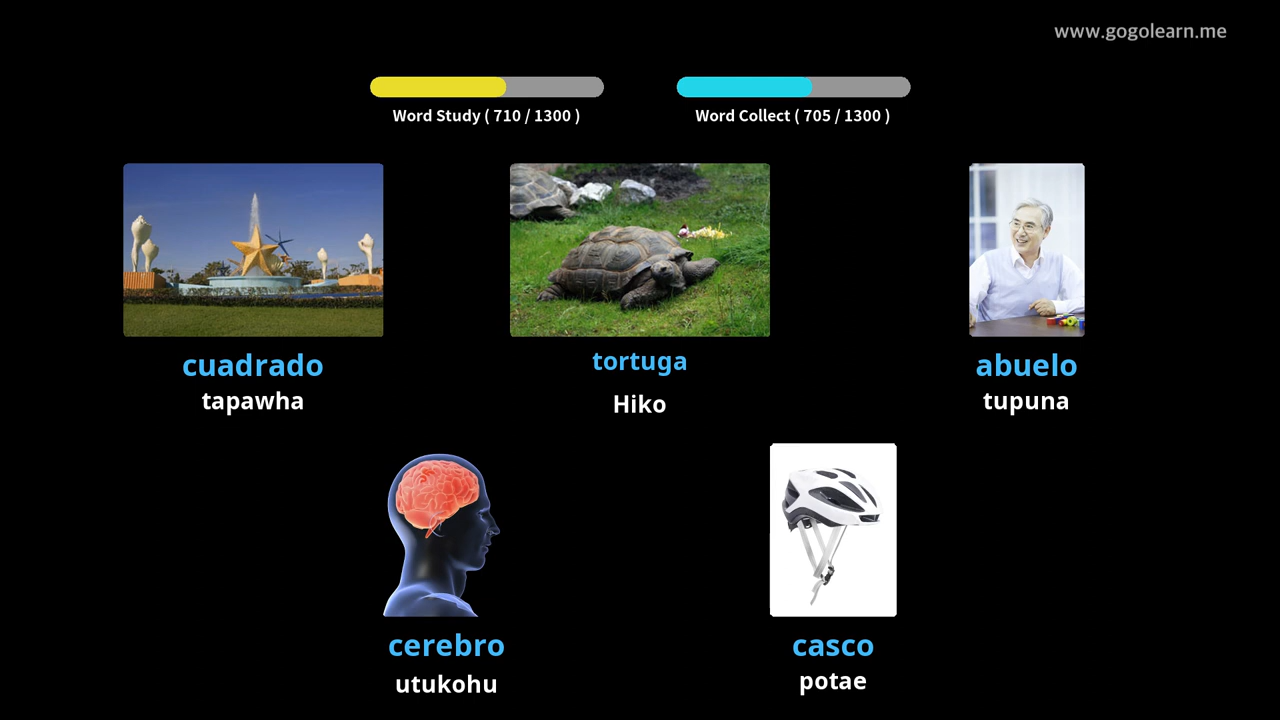 www.gogolearn.me
Word Study ( 710 / 1300 )
Word Collect ( 705 / 1300 )
cuadrado
tapawha
tortuga
Hiko
abuelo
tupuna
cerebro
utukohu
casco
potae